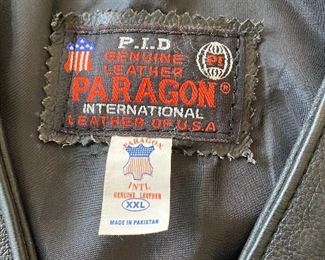 P.I.D
GENUINE
LEATHER
PI
PARAGON®
INTERNATIONAL
LEATHER OF U.S.A
PARAGON
INTL
GENUINE LEATHER
XXL
MADE IN PAKISTAN